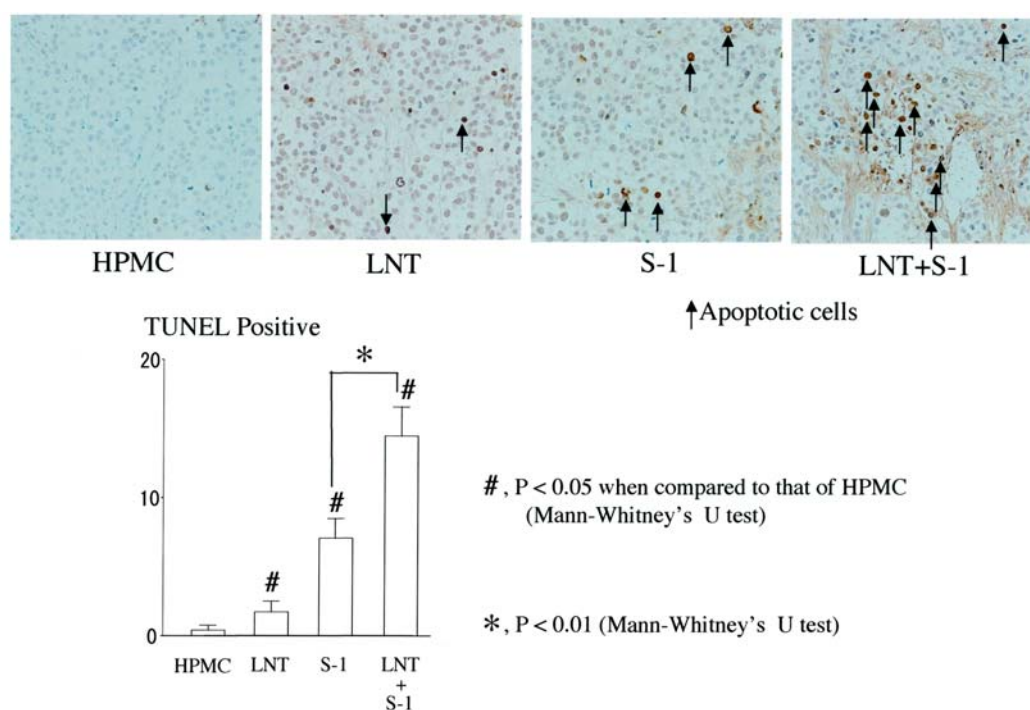 HPMC
LNT
S-1
LNT+S-1
Apoptotic cells
TUNEL Positive
20
10
0
*
#
#
#
HPMC
LNT
S-1
LNT
+
S-1
#, P < 0.05 when compared to that of HPMC
(Mann-Whitney's U test)
*, P < 0.01 (Mann-Whitney's U test)